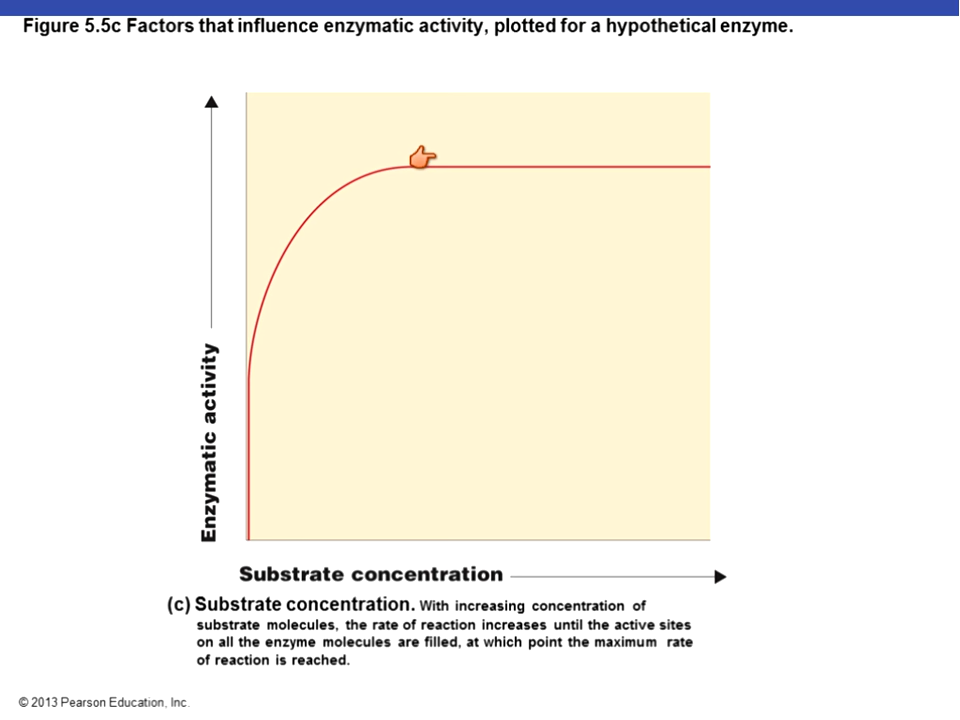 Figure 5.5c Factors that influence enzymatic activity, plotted for a hypothetical enzyme.
Enzymatic activity
Substrate concentration
(c) Substrate concentration. With increasing concentration of
substrate molecules, the rate of reaction increases until the active sites
on all the enzyme molecules are filled, at which point the maximum rate
of reaction is reached.
© 2013 Pearson Education, Inc.